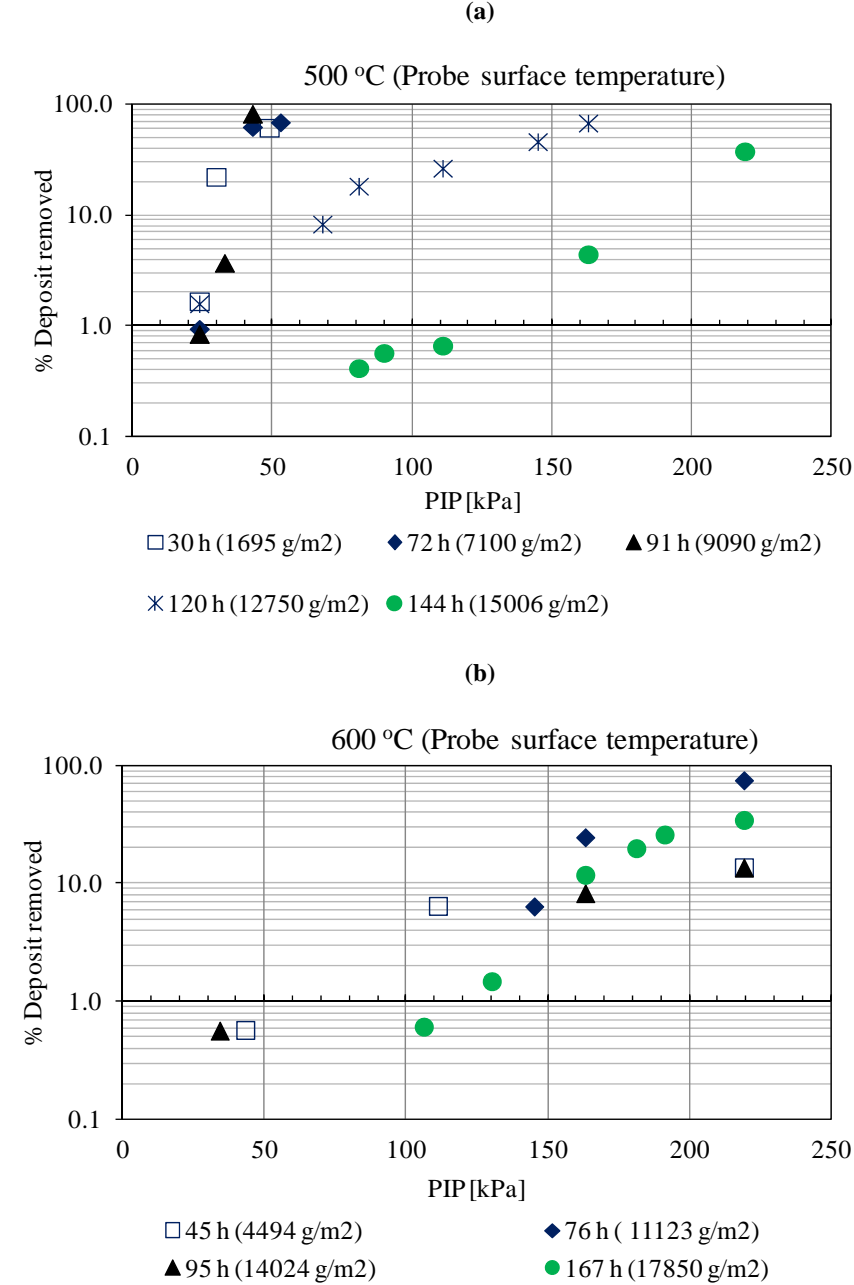 (a)
500 °C (Probe surface temperature)
100.0
10.0
1.0
0.1
% Deposit removed
0 50 100 150 200 250
PIP[kPa]
30 h (1695 g/m2) 72 h (7100 g/m2) 91 h (9090 g/m2)
120 h (12750 g/m2) 144 h (15006 g/m2)
(b)
600 °C (Probe surface temperature)
100.0
10.0
1.0
0.1
% Deposit removed
0 50 100 150 200 250
PIP[kPa]
45 h (4494 g/m2) 76 h ( 11123 g/m2)
95 h (14024 g/m2) 167 h (17850 g/m2)